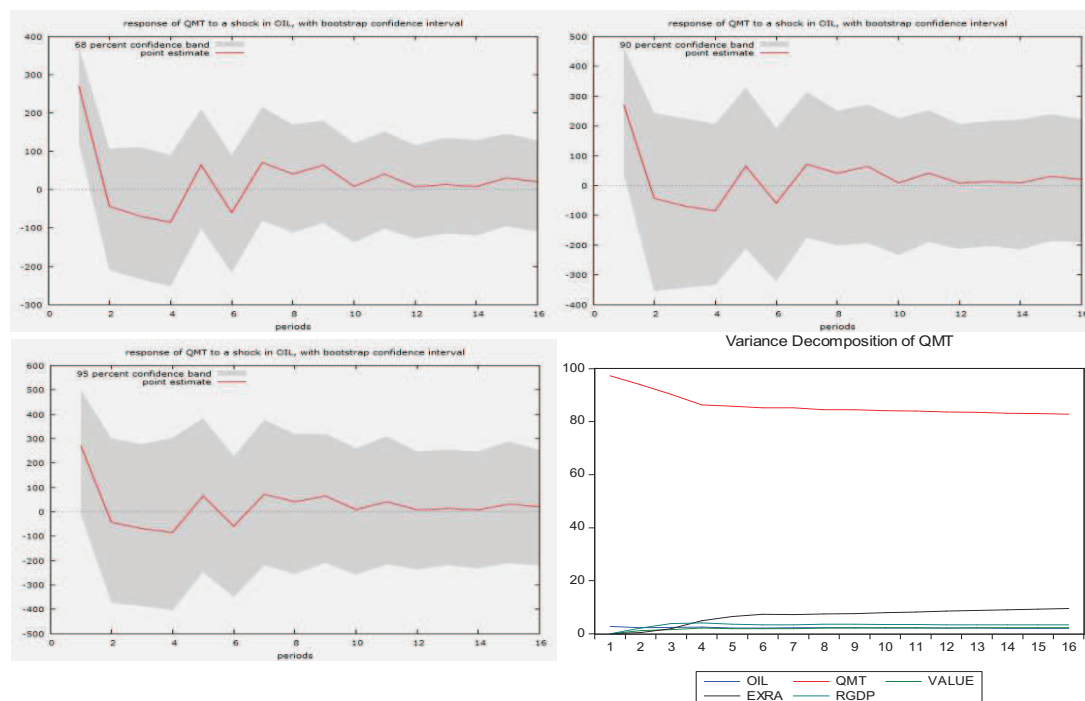 response of QMT to a shock in OIL, with bootstrap confidence interval
400
300
200
100
0
-100
-200
-300
68 percent confidence band
point estimate
0 2 4 6 8 10 12 14 16
periods
response of QMT to a shock in OIL, with bootstrap confidence interval
500
400
300
200
100
0
-100
-200
-300
-400
90 percent confidence band
point estimate
0 2 4 6 8 10 12 14 16
periods
response of QMT to a shock in OIL, with bootstrap confidence interval
600
500
400
300
200
100
0
-100
-200
-300
-400
-500
95 percent confidence band
point estimate
0 2 4 6 8 10 12 14 16
periods
Variance Decomposition of QMT
100
80
60
40
20
0
1 2 3 4 5 6 7 8 9 10 11 12 13 14 15 16
OIL QMT VALUE
EXRA RGDP